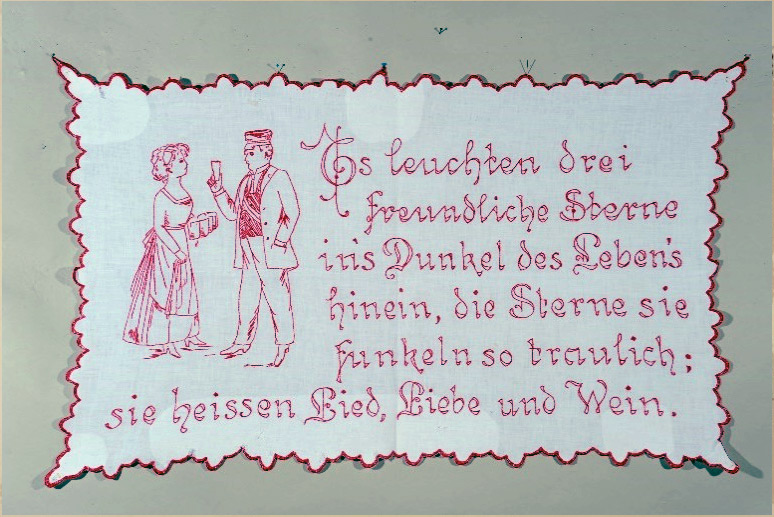 Es leuchten drei
freundliche Sterne
in's Dunkel des Leben's
hinein, die Sterne sie
funkeln so traulich;
sie heissen Lied, Liebe und Wein.